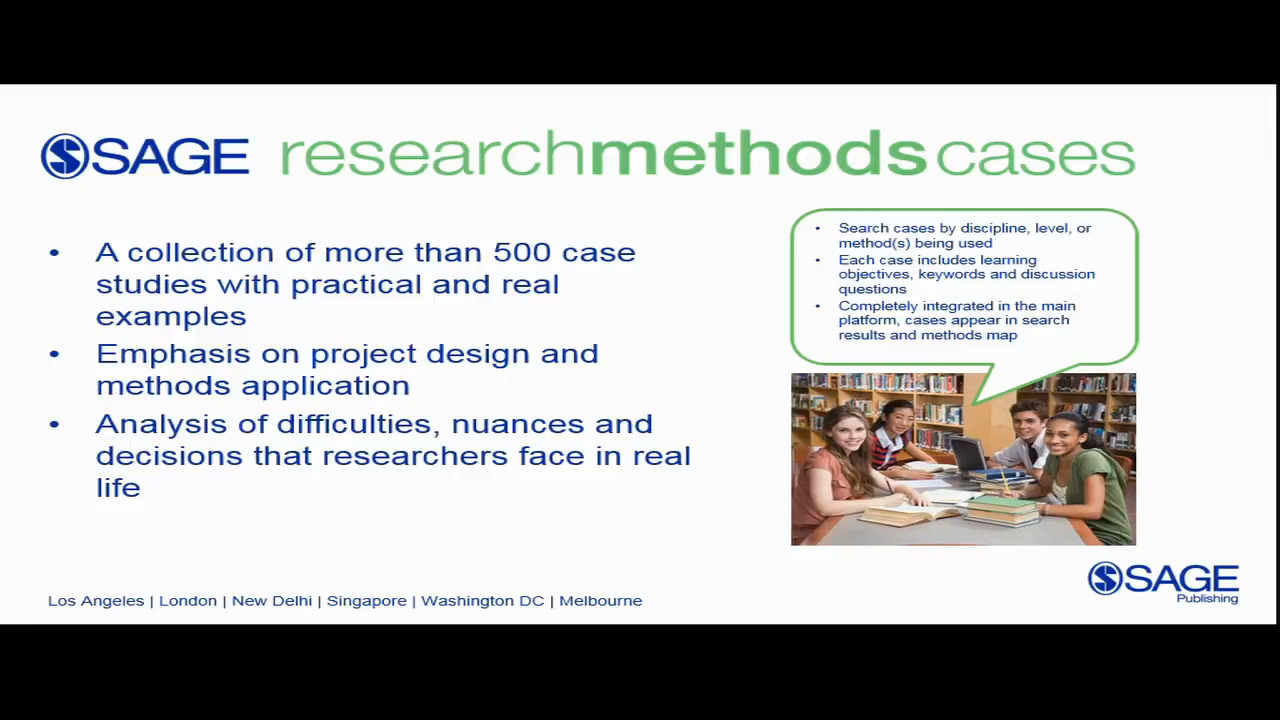 SAGE researchmethodscases
• A collection of more than 500 case
studies with practical and real
examples
• Emphasis on project design and
methods application
• Analysis of difficulties, nuances and
decisions that researchers face in real
life
• Search cases by discipline, level, or
method(s) being used
• Each case includes learning
objectives, keywords and discussion
questions
• Completely integrated in the main
platform, cases appear in search
results and methods map
Los Angeles | London | New Delhi | Singapore | Washington DC | Melbourne
SAGE
Publishing